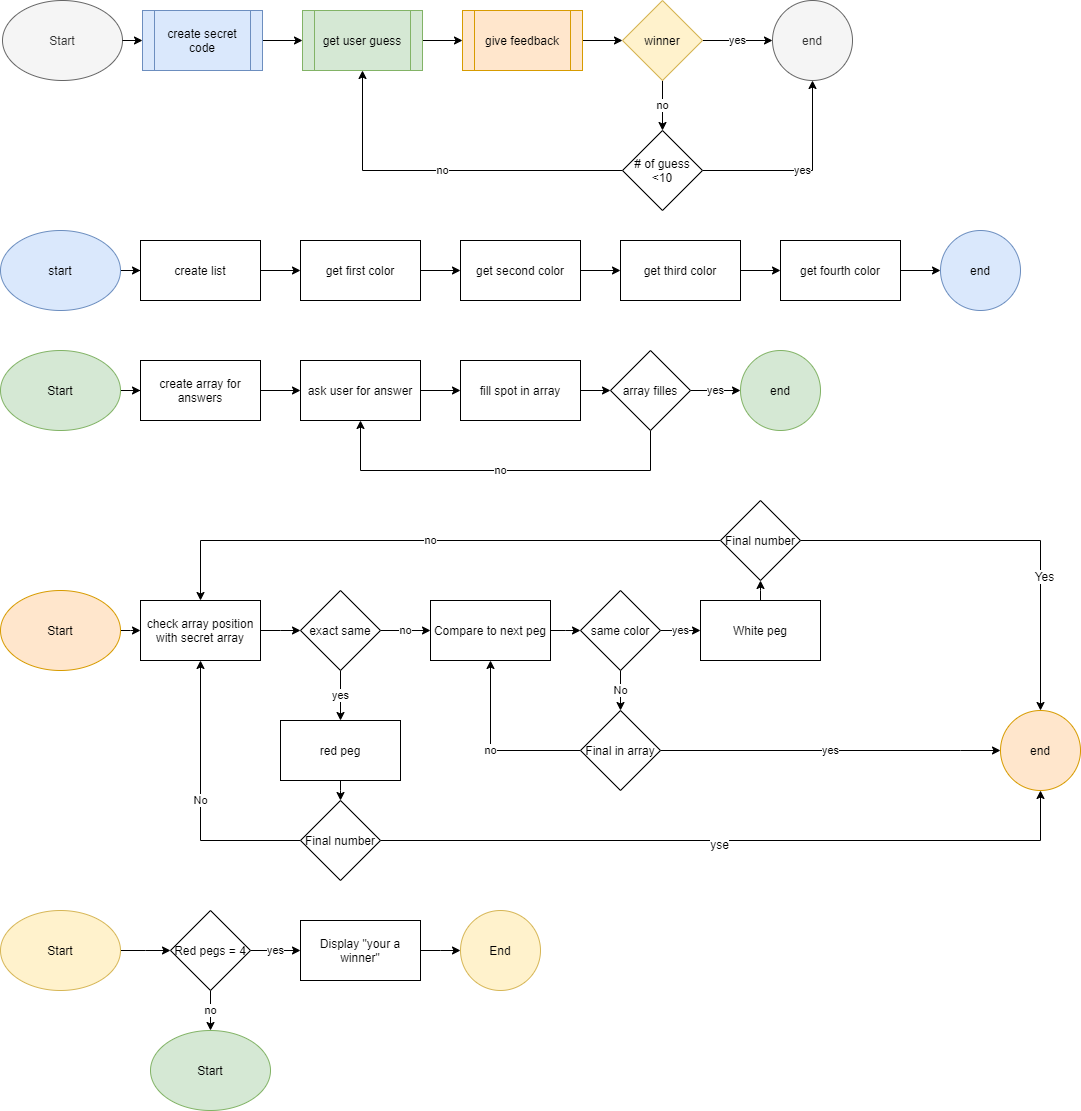 Start
create secret
code
get user guess
give feedback
winner
yes
end
no
# of guess
<10
no
yes
start
create list
get first color
get second color
get third color
get fourth color
end
Start
create array for
answers
ask user for answer
fill spot in array
array filles
yes
end
no
Final number
no
Yes
Start
check array position
with secret array
exact same
no
Compare to next peg
same color
yes
White peg
yes
No
red peg
Final in array
no
yes
end
No
Final number
yse
Start
Red pegs = 4
yes
Display "your a
winner"
End
no
Start